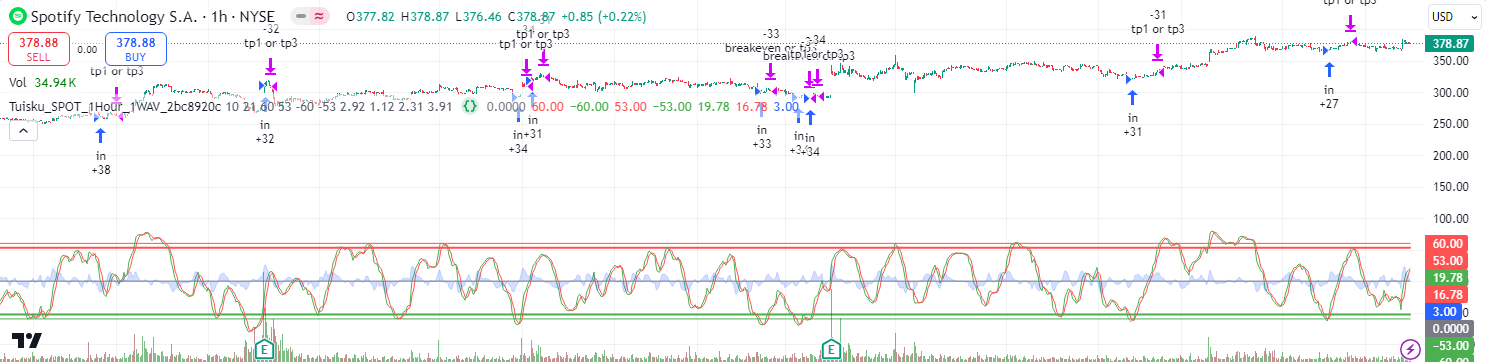 Spotify Technology S.A. · 1h · NYSE O377.82 H378.87 L376.46 C378.87 +0.85 (+0.22%)
378.88 SELL
0.00
378.88 BUY
Vol 34.94K
Tuisku_SPOT_1Hour_1WAV_2bc8920c 10 21 60 53 -60 -53 2.92 1.12 2.31 3.91 {} 0.0000 60.00 −60.00 53.00 −53.00 19.78 16.78 3.00
tp1 or tp3
in
+38
-32
tp1 or tp3
in
+32
tp1 or tp3
tp1 or tp3
in
+34
in
+31
-33
breakeven or tp3
in
+33
-34
in
+34
-31
tp1 or tp3
in
+31
tp1 or tp3
in
+27
USD
378.87
350.00
300.00
250.00
200.00
150.00
100.00
60.00
53.00
19.78
16.78
3.00
0.0000
−53.00
E
E